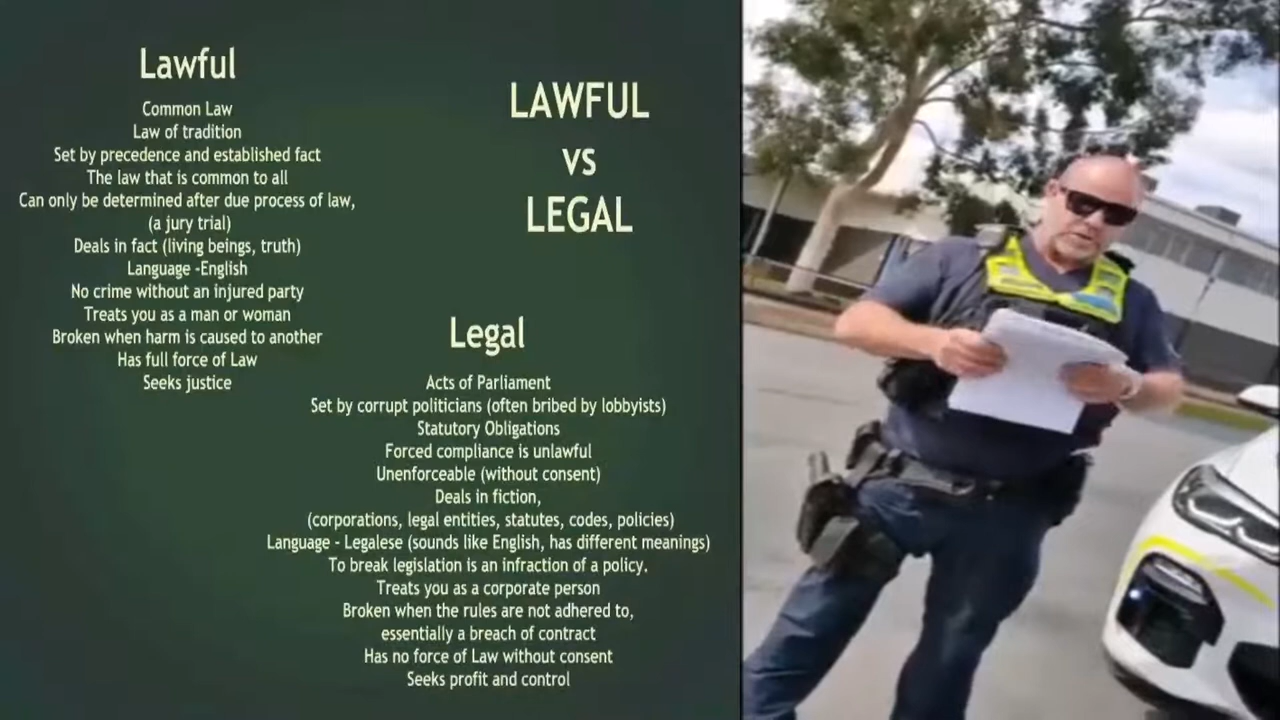 Lawful
Common Law
Law of tradition
Set by precedence and established fact
The law that is common to all
Can only be determined after due process of law,
(a jury trial)
Deals in fact (living beings, truth)
Language -English
No crime without an injured party
Treats you as a man or woman
Broken when harm is caused to another
Has full force of Law
Seeks justice
LAWFUL
VS
LEGAL
Legal
Acts of Parliament
Set by corrupt politicians (often bribed by lobbyists)
Statutory Obligations
Forced compliance is unlawful
Unenforceable (without consent)
Deals in fiction,
(corporations, legal entities, statutes, codes, policies)
Language - Legalese (sounds like English, has different meanings)
To break legislation is an infraction of a policy.
Treats you as a corporate person
Broken when the rules are not adhered to,
essentially a breach of contract
Has no force of Law without consent
Seeks profit and control